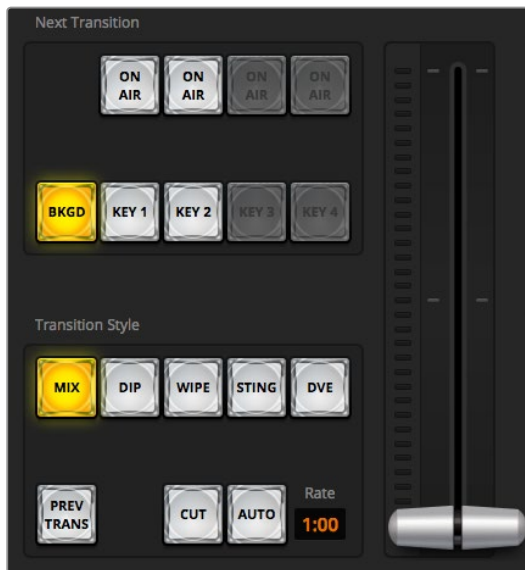 Next Transition
ON AIR ON AIR ON AIR ON AIR
BKGD KEY 1 KEY 2 KEY 3 KEY 4
Transition Style
MIX DIP WIPE STING DVE
Rate
PREV TRANS CUT AUTO 1:00